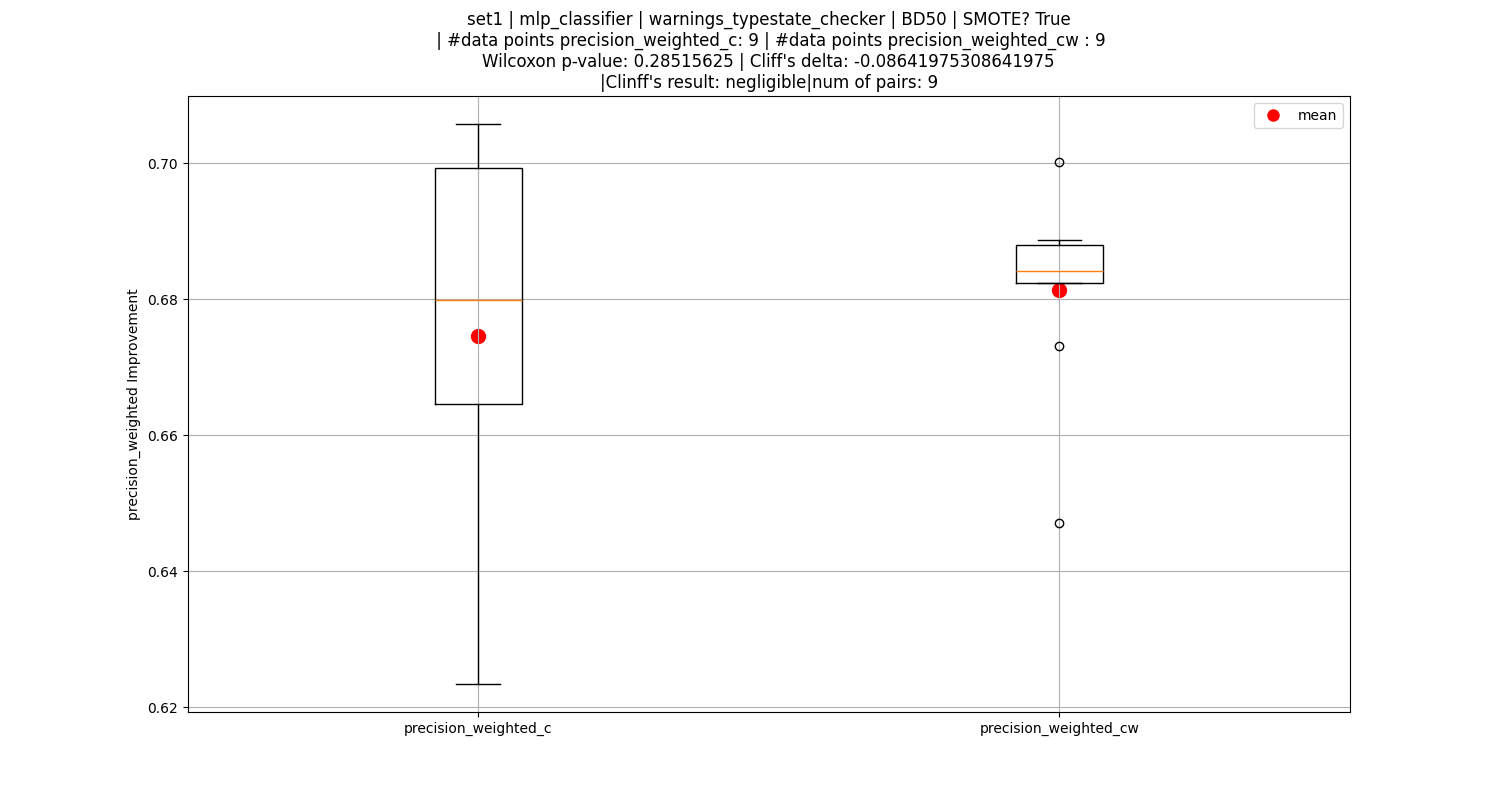 set1 | mlp_classifier | warnings_typestate_checker | BD50 | SMOTE? True
| #data points precision_weighted_c: 9 | #data points precision_weighted_cw : 9
Wilcoxon p-value: 0.28515625 | Cliff's delta: -0.08641975308641975
|Clinff's result: negligible|num of pairs: 9
mean
precision_weighted Improvement
0.70
0.68
0.66
0.64
0.62
precision_weighted_c
precision_weighted_cw